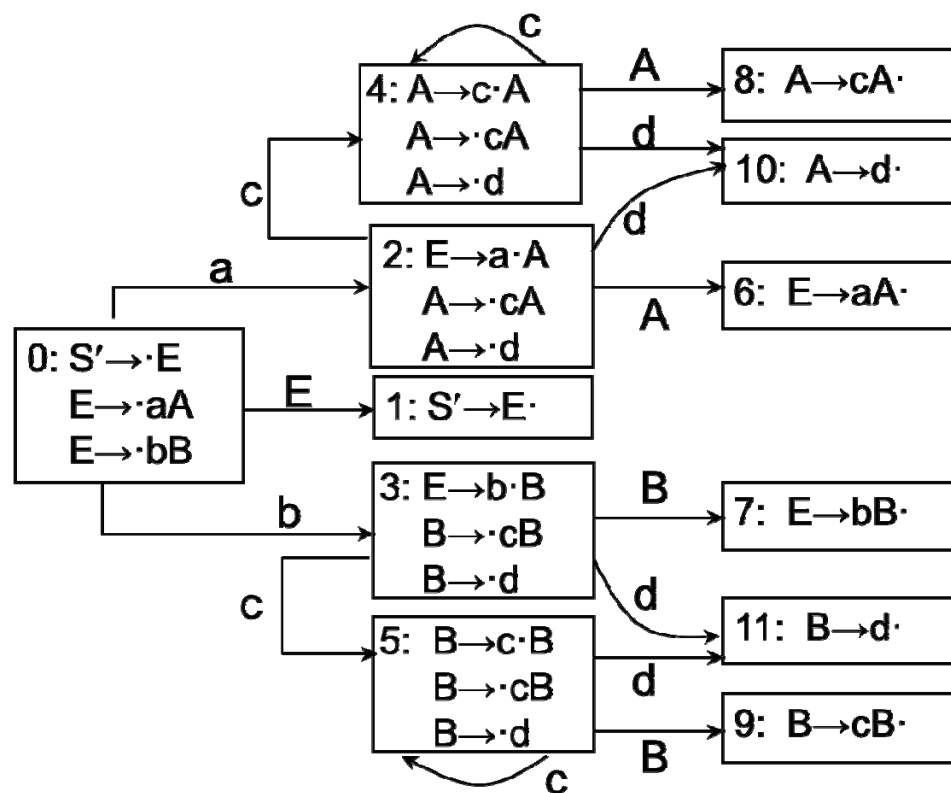 c
4: A→c·A
A→·cA
A→·d
A
8: A→cA·
d
10: A→d·
c
2: E→a·A
A→·cA
A→·d
d
A
6: E→aA·
a
0: S′→·E
E→·aA
E→·bB
E
1: S′→E·
b
3: E→b·B
B→·cB
B→·d
B
7: E→bB·
d
11: B→d·
c
5: B→c·B
B→·cB
B→·d
d
B
9: B→cB·
c